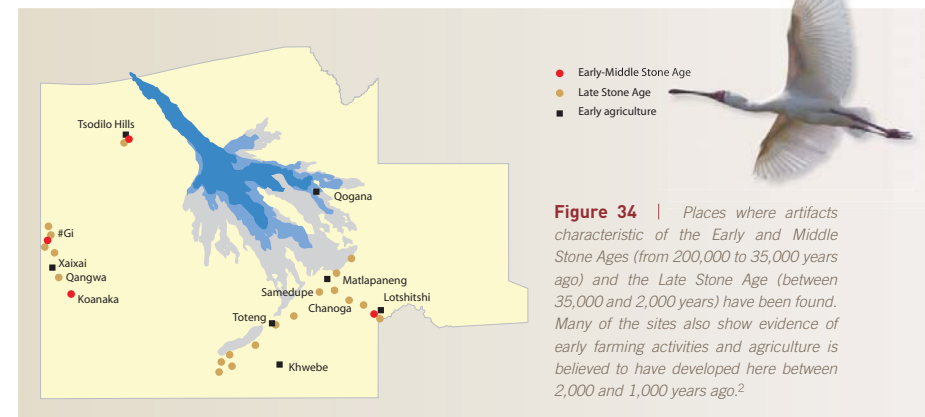 Tsodilo Hills
Qogana
#Gi
Xaixai
Qangwa
Koanaka
Matlapaneng
Samedupe
Lotshitshi
Chanoga
Toteng
Khwebe
Early-Middle Stone Age
Late Stone Age
Early agriculture
Figure 34 | Places where artifacts
characteristic of the Early and Middle
Stone Ages (from 200,000 to 35,000 years
ago) and the Late Stone Age (between
35,000 and 2,000 years) have been found.
Many of the sites also show evidence of
early farming activities and agriculture is
believed to have developed here between
2,000 and 1,000 years ago.²